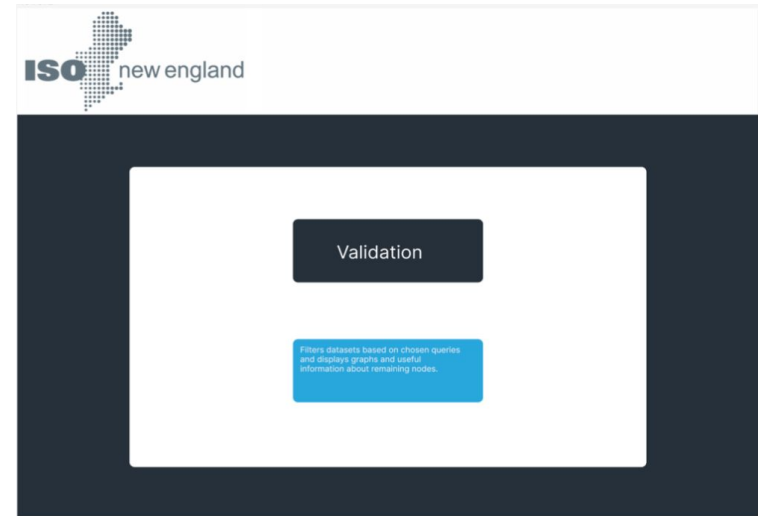 ISO new england
Validation
Filters datasets based on chosen queries
and displays graphs and useful
information about remaining nodes.